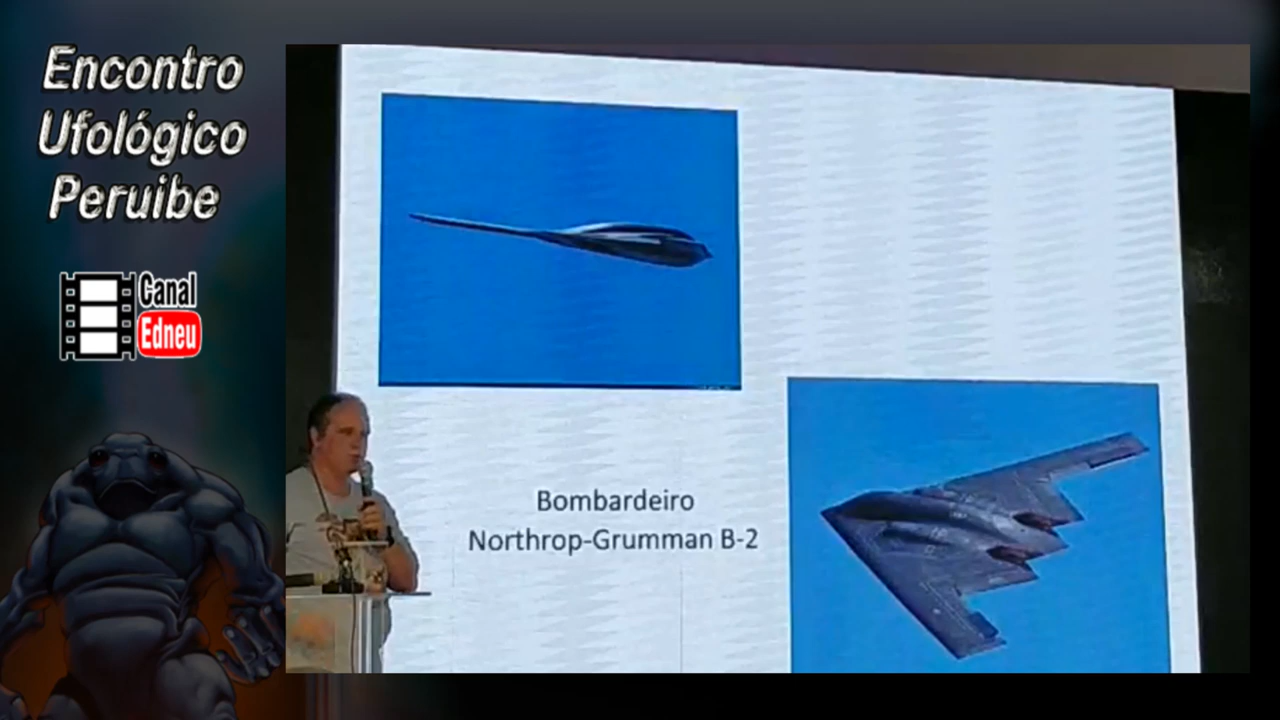 Encontro
Ufológico
Peruibe
Canal
Edneu
Bombardeiro
Northrop-Grumman B-2